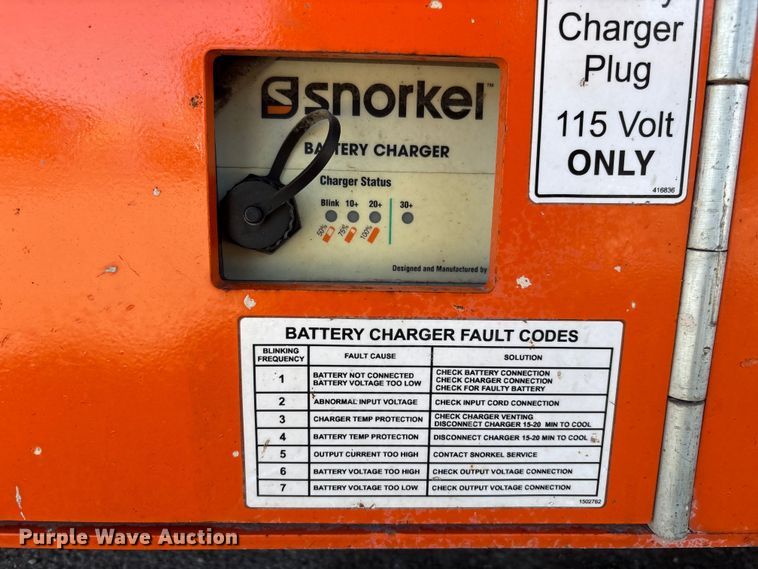 Ssnorkel™
BATTERY CHARGER
Charger Status
Blink 10+ 20+ 30+
50% 75% 100%
Designed and Manufactured by
Charger
Plug
115 Volt
ONLY
416836
BATTERY CHARGER FAULT CODES
BLINKING FREQUENCY FAULT CAUSE SOLUTION
1 BATTERY NOT CONNECTED BATTERY VOLTAGE TOO LOW CHECK BATTERY CONNECTION CHECK CHARGER CONNECTION CHECK FOR FAULTY BATTERY
2 ABNORMAL INPUT VOLTAGE CHECK INPUT CORD CONNECTION
3 CHARGER TEMP PROTECTION CHECK CHARGER VENTING DISCONNECT CHARGER 15-20 MIN TO COOL
4 BATTERY TEMP PROTECTION DISCONNECT CHARGER 15-20 MIN TO COOL
5 OUTPUT CURRENT TOO HIGH CONTACT SNORKEL SERVICE
6 BATTERY VOLTAGE TOO HIGH CHECK OUTPUT VOLTAGE CONNECTION
7 BATTERY VOLTAGE TOO LOW CHECK OUTPUT VOLTAGE CONNECTION
1502762
Purple Wave Auction